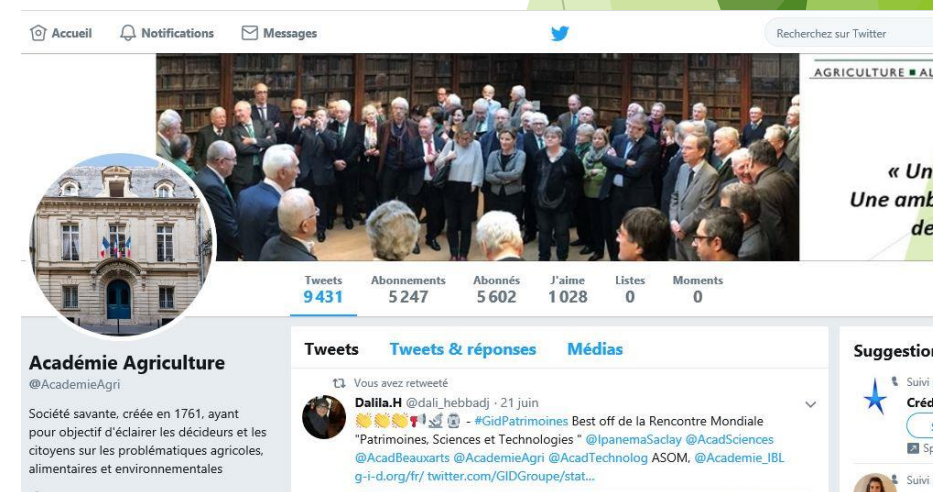 Accueil Notifications Messages Recherchez sur Twitter
AGRICULTURE ■ AL
« Un
Une amb
de
Tweets Abonnements Abonnés J'aime Listes Moments
9 431 5 247 5 602 1 028 0 0
Tweets Tweets & réponses Médias
Académie Agriculture
@AcademieAgri
Société savante, créée en 1761, ayant
pour objectif d'éclairer les décideurs et les
citoyens sur les problématiques agricoles,
alimentaires et environnementales
Vous avez retweeté
Dalila.H @dali_hebbadj · 21 juin
- #GidPatrimoines Best off de la Rencontre Mondiale
"Patrimoines, Sciences et Technologies " @IpanemaSaclay @AcadSciences
@AcadBeauxarts @AcademieAgri @AcadTechnolog ASOM, @Academie_IBL
g-i-d.org/fr/ twitter.com/GIDGroupe/stat...
Suggestion
Suivi
Créd
S
Sp
Suivi